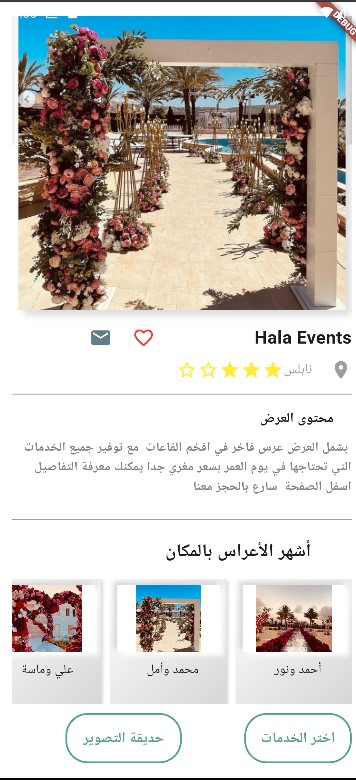 DEBUG
Hala Events
نابلس
محتوى العرض
يشمل العرض عرس فاخر في افخم القاعات مع توفير جميع الخدمات
التي تحتاجها في يوم العمر بسعر مغري جدا يمكنك معرفة التفاصيل
اسفل الصفحة سارع بالحجز معنا
أشهر الأعراس بالمكان
أحمد ونور
محمد وأمل
علي وماسة
اختر الخدمات
حديقة التصوير